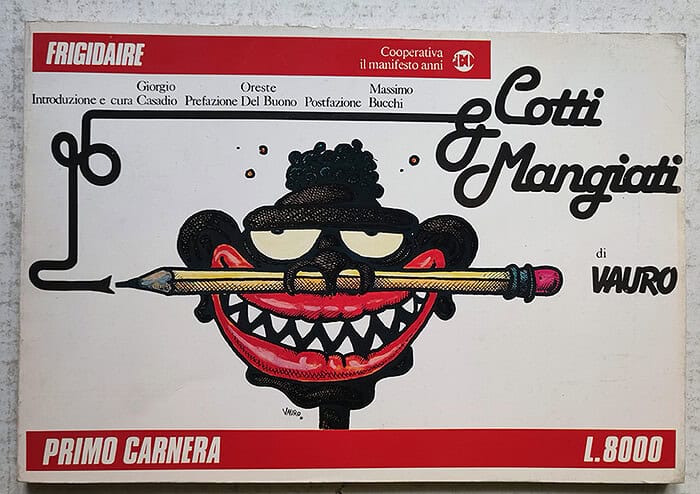 FRIGIDAIRE
Cooperativa
il manifesto anni
Introduzione e cura Giorgio Casadio Prefazione Oreste Del Buono Postfazione Massimo Bucchi
Cotti
& Mangiati
di
VAURO
VAURO
PRIMO CARNERA
L.8000